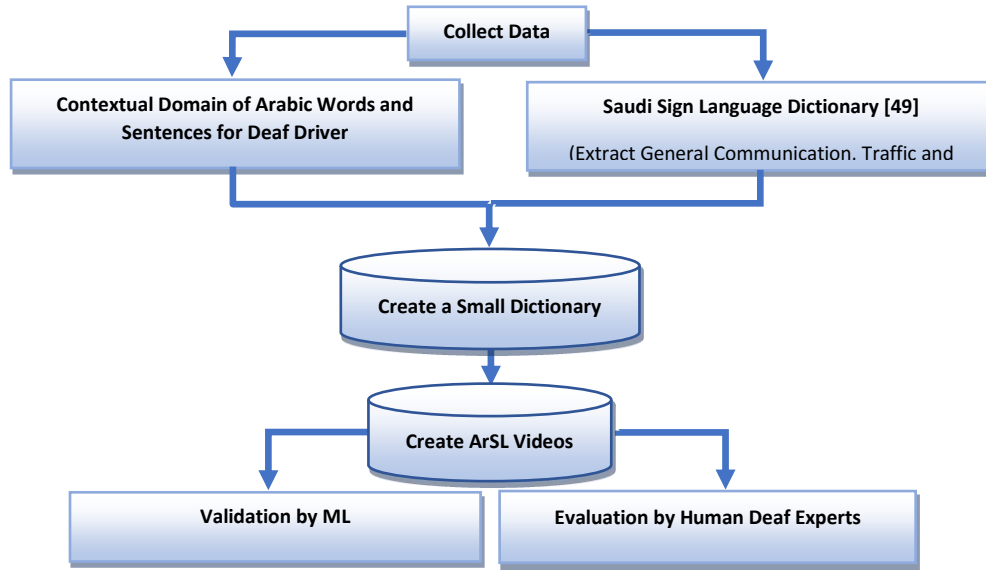 Collect Data
Contextual Domain of Arabic Words and
Sentences for Deaf Driver
Saudi Sign Language Dictionary [49]
(Extract General Communication, Traffic and
Create a Small Dictionary
Create ArSL Videos
Validation by ML
Evaluation by Human Deaf Experts